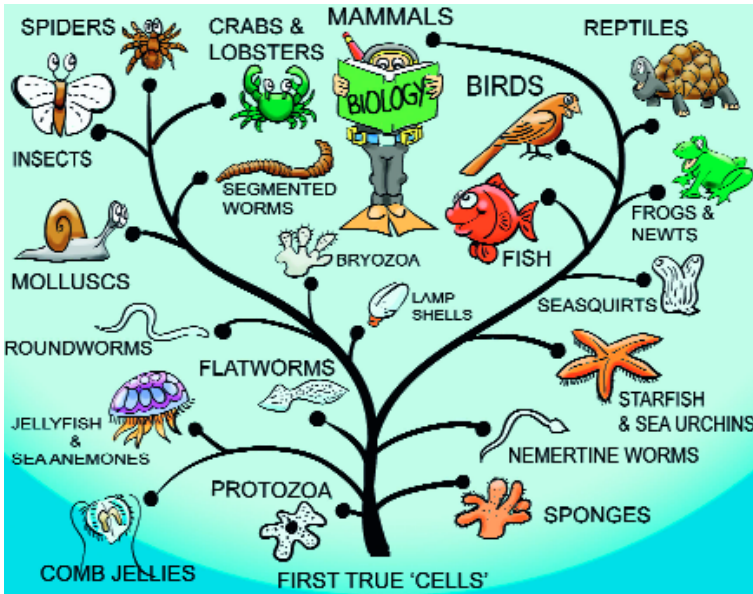 SPIDERS
CRABS &
LOBSTERS
MAMMALS
REPTILES
BIOLOGY
BIRDS
INSECTS
SEGMENTED
WORMS
FROGS &
NEWTS
MOLLUSCS
BRYOZOA
FISH
LAMP
SHELLS
SEASQUIRTS
ROUNDWORMS
FLATWORMS
STARFISH
& SEA URCHINS
JELLYFISH
&
SEA ANEMONES
NEMERTINE WORMS
PROTOZOA
SPONGES
COMB JELLIES
FIRST TRUE 'CELLS'